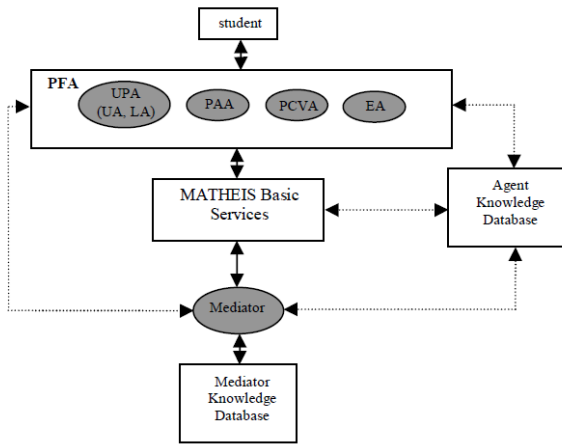 student
PFA
UPA
(UA, LA)
PAA
PCVA
EA
MATHEIS Basic
Services
Agent
Knowledge
Database
Mediator
Mediator
Knowledge
Database